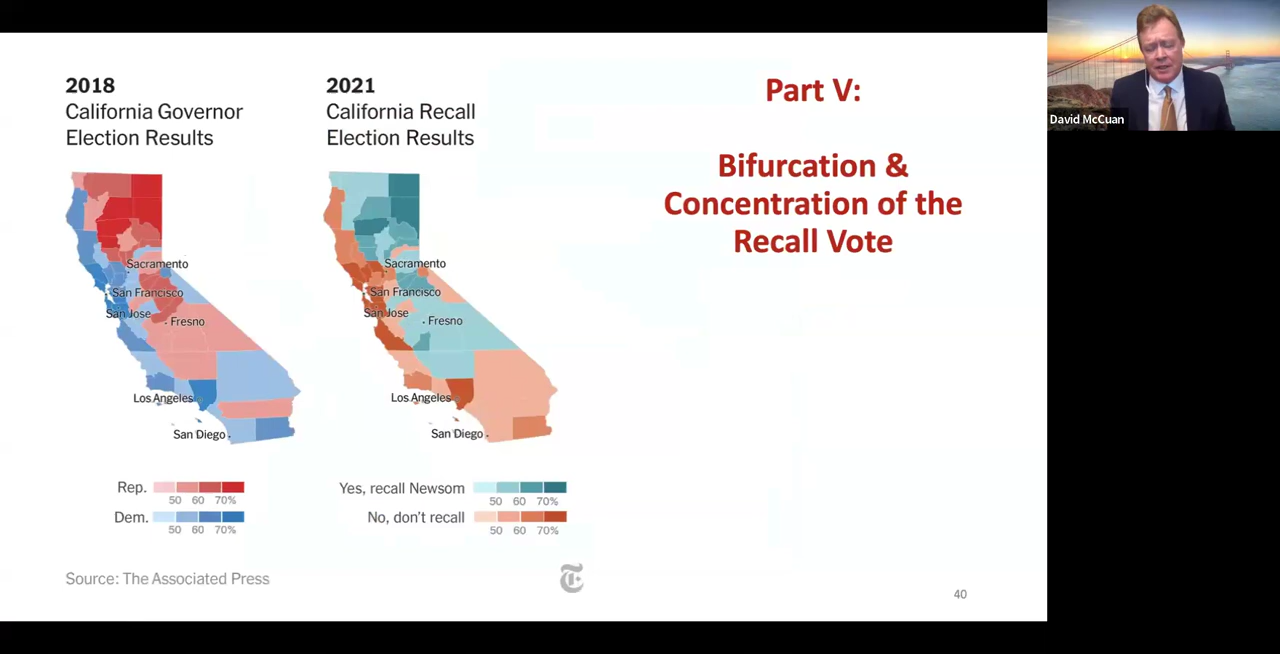 2018
California Governor
Election Results
Sacramento
San Francisco
San Jose
Fresno
Los Angeles
San Diego
Rep.
50 60 70%
Dem.
50 60 70%
Source: The Associated Press
2021
California Recall
Election Results
Sacramento
San Francisco
San Jose
Fresno
Los Angeles
San Diego
Yes, recall Newsom
50 60 70%
No, don't recall
50 60 70%
T
Part V:
Bifurcation &
Concentration of the
Recall Vote
40
David McCuan